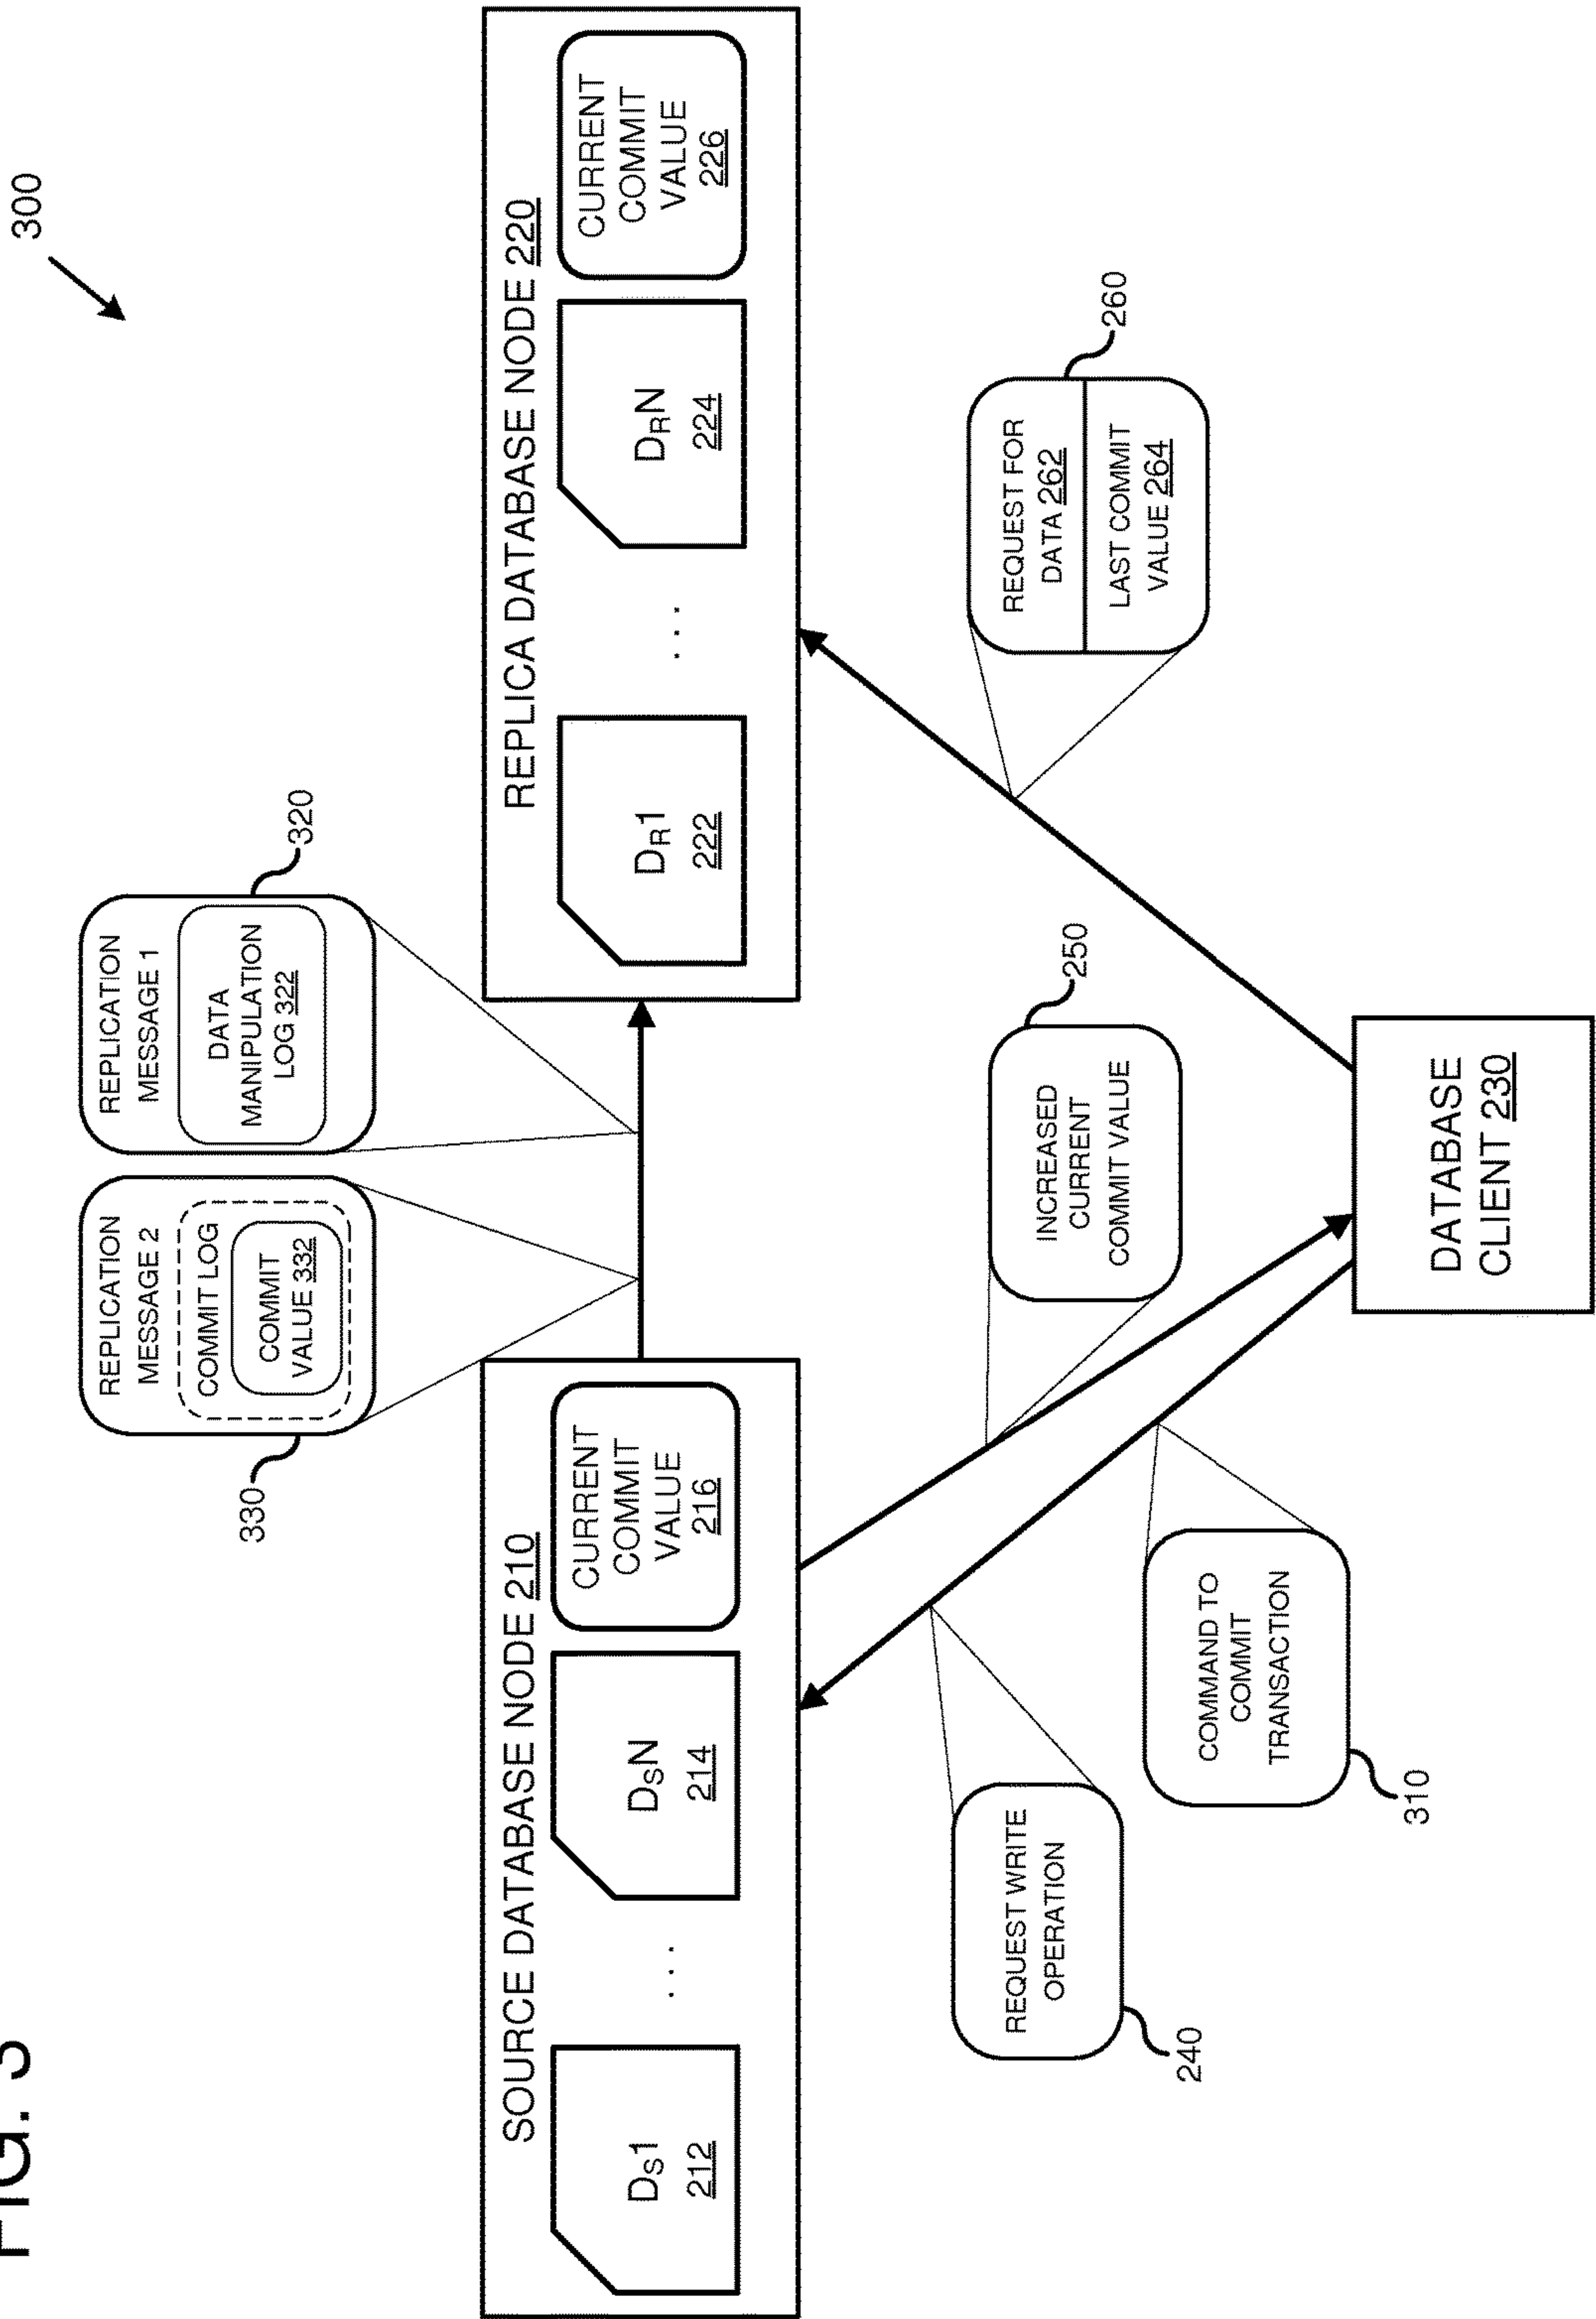 FIG. 3
300
REPLICATION
MESSAGE 2
COMMIT LOG
COMMIT
VALUE 332
330
REPLICATION
MESSAGE 1
DATA
MANIPULATION
LOG 322
320
SOURCE DATABASE NODE 210
DS1
212
...
DSN
214
CURRENT
COMMIT
VALUE
216
REPLICA DATABASE NODE 220
DR1
222
...
DRN
224
CURRENT
COMMIT
VALUE
226
REQUEST WRITE
OPERATION
240
COMMAND TO
COMMIT
TRANSACTION
310
INCREASED
CURRENT
COMMIT VALUE
250
REQUEST FOR
DATA 262
LAST COMMIT
VALUE 264
260
DATABASE
CLIENT 230